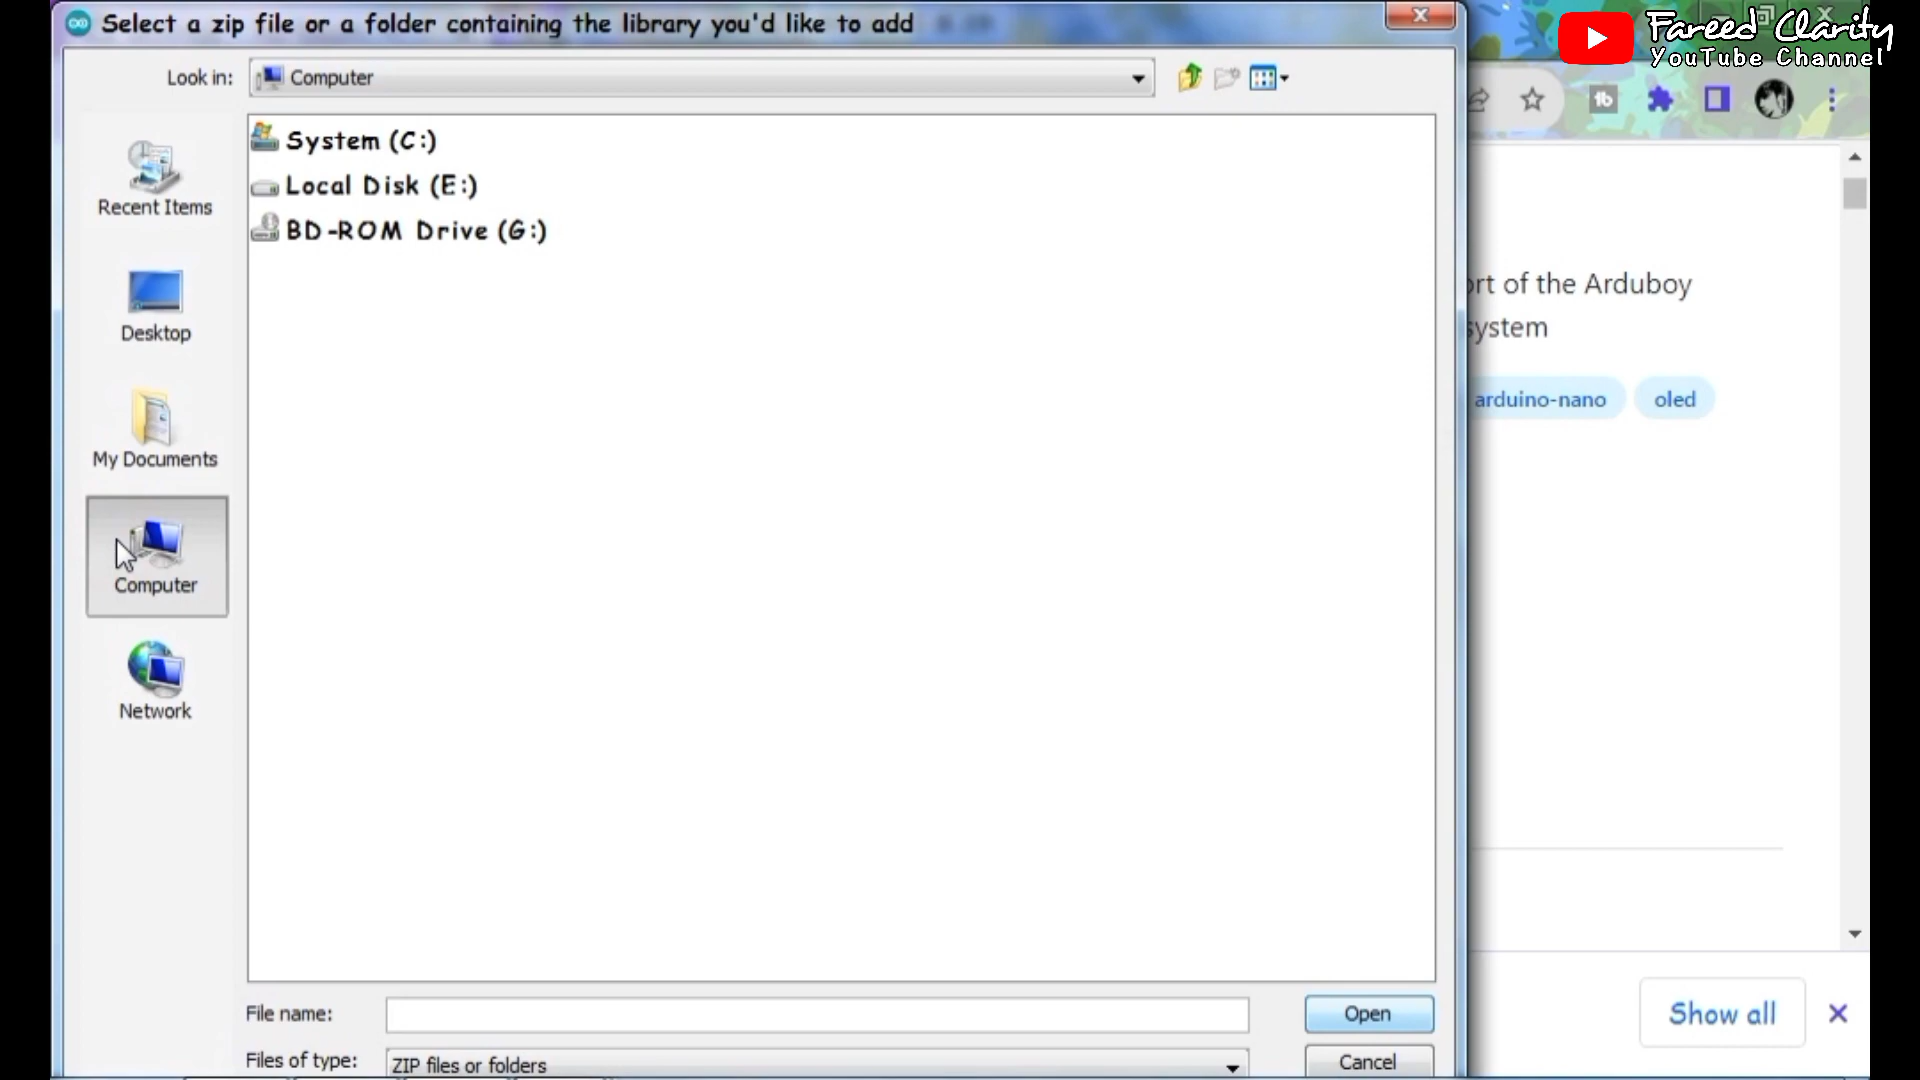 Select a zip file or a folder containing the library you'd like to add
Fareed Clarity
YouTube Channel
Look in:
Computer
System (C:)
Local Disk (E:)
BD-ROM Drive (G:)
Recent Items
Desktop
My Documents
Computer
Network
of the Arduboy
system
arduino-nano
oled
File name:
Open
Files of type:
ZIP files or folders
Cancel
Show all